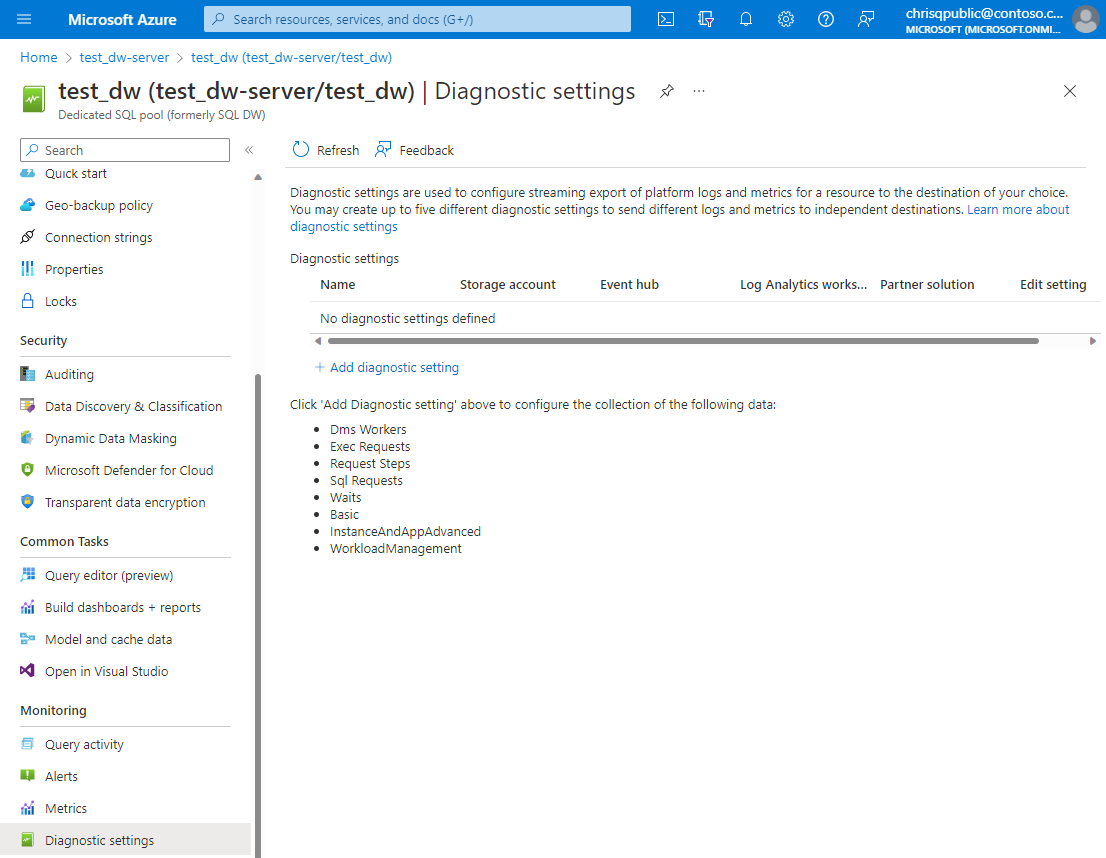 Microsoft Azure
Search resources, services, and docs (G+/)
chrisqpublic@contoso.c...
MICROSOFT (MICROSOFT.ONMI...
Home > test_dw-server > test_dw (test_dw-server/test_dw)
test_dw (test_dw-server/test_dw) | Diagnostic settings
Dedicated SQL pool (formerly SQL DW)
Search
Quick start
Geo-backup policy
Connection strings
Properties
Locks
Security
Auditing
Data Discovery & Classification
Dynamic Data Masking
Microsoft Defender for Cloud
Transparent data encryption
Common Tasks
Query editor (preview)
Build dashboards + reports
Model and cache data
Open in Visual Studio
Monitoring
Query activity
Alerts
Metrics
Diagnostic settings
Refresh Feedback
Diagnostic settings are used to configure streaming export of platform logs and metrics for a resource to the destination of your choice.
You may create up to five different diagnostic settings to send different logs and metrics to independent destinations. Learn more about
diagnostic settings
Diagnostic settings
Name Storage account Event hub Log Analytics works... Partner solution Edit setting
No diagnostic settings defined
+ Add diagnostic setting
Click 'Add Diagnostic setting' above to configure the collection of the following data:
• Dms Workers
• Exec Requests
• Request Steps
• Sql Requests
• Waits
• Basic
• InstanceAndAppAdvanced
• WorkloadManagement